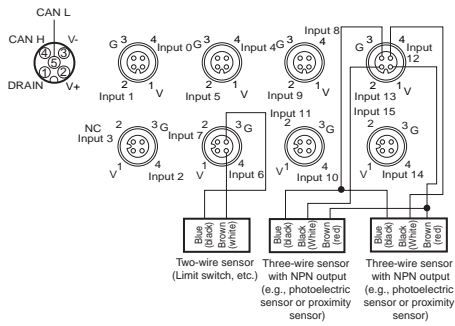 CAN L
CAN H
V-
4 3
5
1 2
DRAIN
V+
G 3 4 Input 0
2 1
Input 1 V
G 3 4 Input 4
2 1
Input 5 V
Input 8
G 3 4
2 1
Input 9 V
G 3 4 Input
12
2 1
Input 13 V
NC
Input 3
2 3 G
V 1 4
Input 2
Input 7
2 3 G
V 1 4
Input 6
Input 11
2 3 G
V 1 4
Input 10
Input 15
2 3 G
V 1 4
Input 14
Blue
(black)
Brown
(white)
Blue
(black)
Black
(White)
Brown
(red)
Blue
(black)
Black
(White)
Brown
(red)
Two-wire sensor
(Limit switch, etc.)
Three-wire sensor
with NPN output
(e.g., photoelectric
sensor or proximity
sensor)
Three-wire sensor
with NPN output
(e.g., photoelectric
sensor or proximity
sensor)